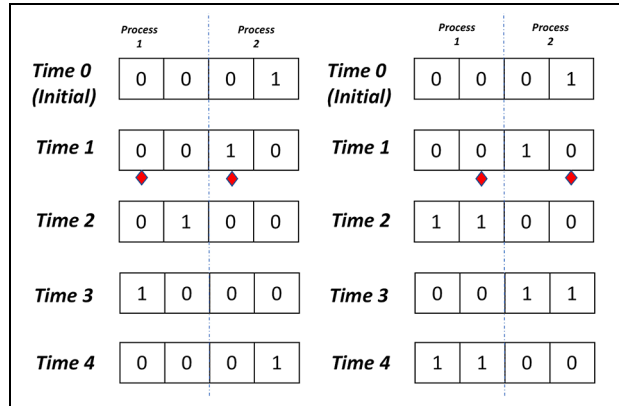 Process Process Process Process
1 2 1 2
Time 0 0 0 0 1 Time 0 0 0 0 1
(Initial) (Initial)
Time 1 0 0 1 0 Time 1 0 0 1 0
Time 2 0 1 0 0 Time 2 1 1 0 0
Time 3 1 0 0 0 Time 3 0 0 1 1
Time 4 0 0 0 1 Time 4 1 1 0 0